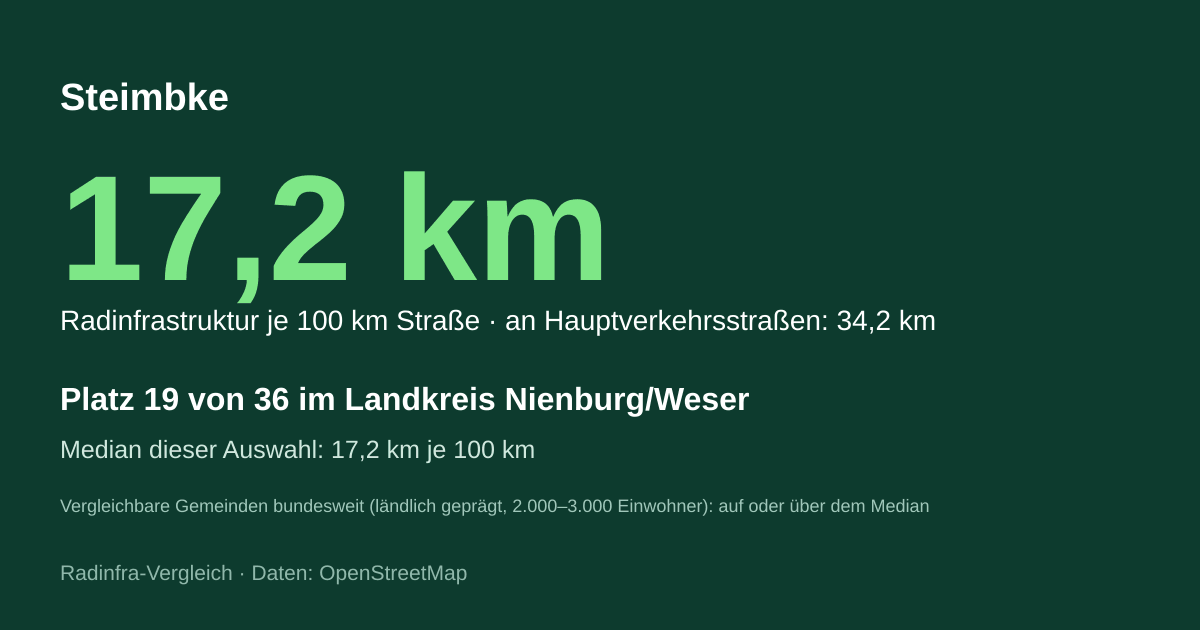 Steimbke
17,2 km
Radinfrastruktur je 100 km Straße · an Hauptverkehrsstraßen: 34,2 km
Platz 19 von 36 im Landkreis Nienburg/Weser
Median dieser Auswahl: 17,2 km je 100 km
Vergleichbare Gemeinden bundesweit (ländlich geprägt, 2.000–3.000 Einwohner): auf oder über dem Median
Radinfra-Vergleich · Daten: OpenStreetMap